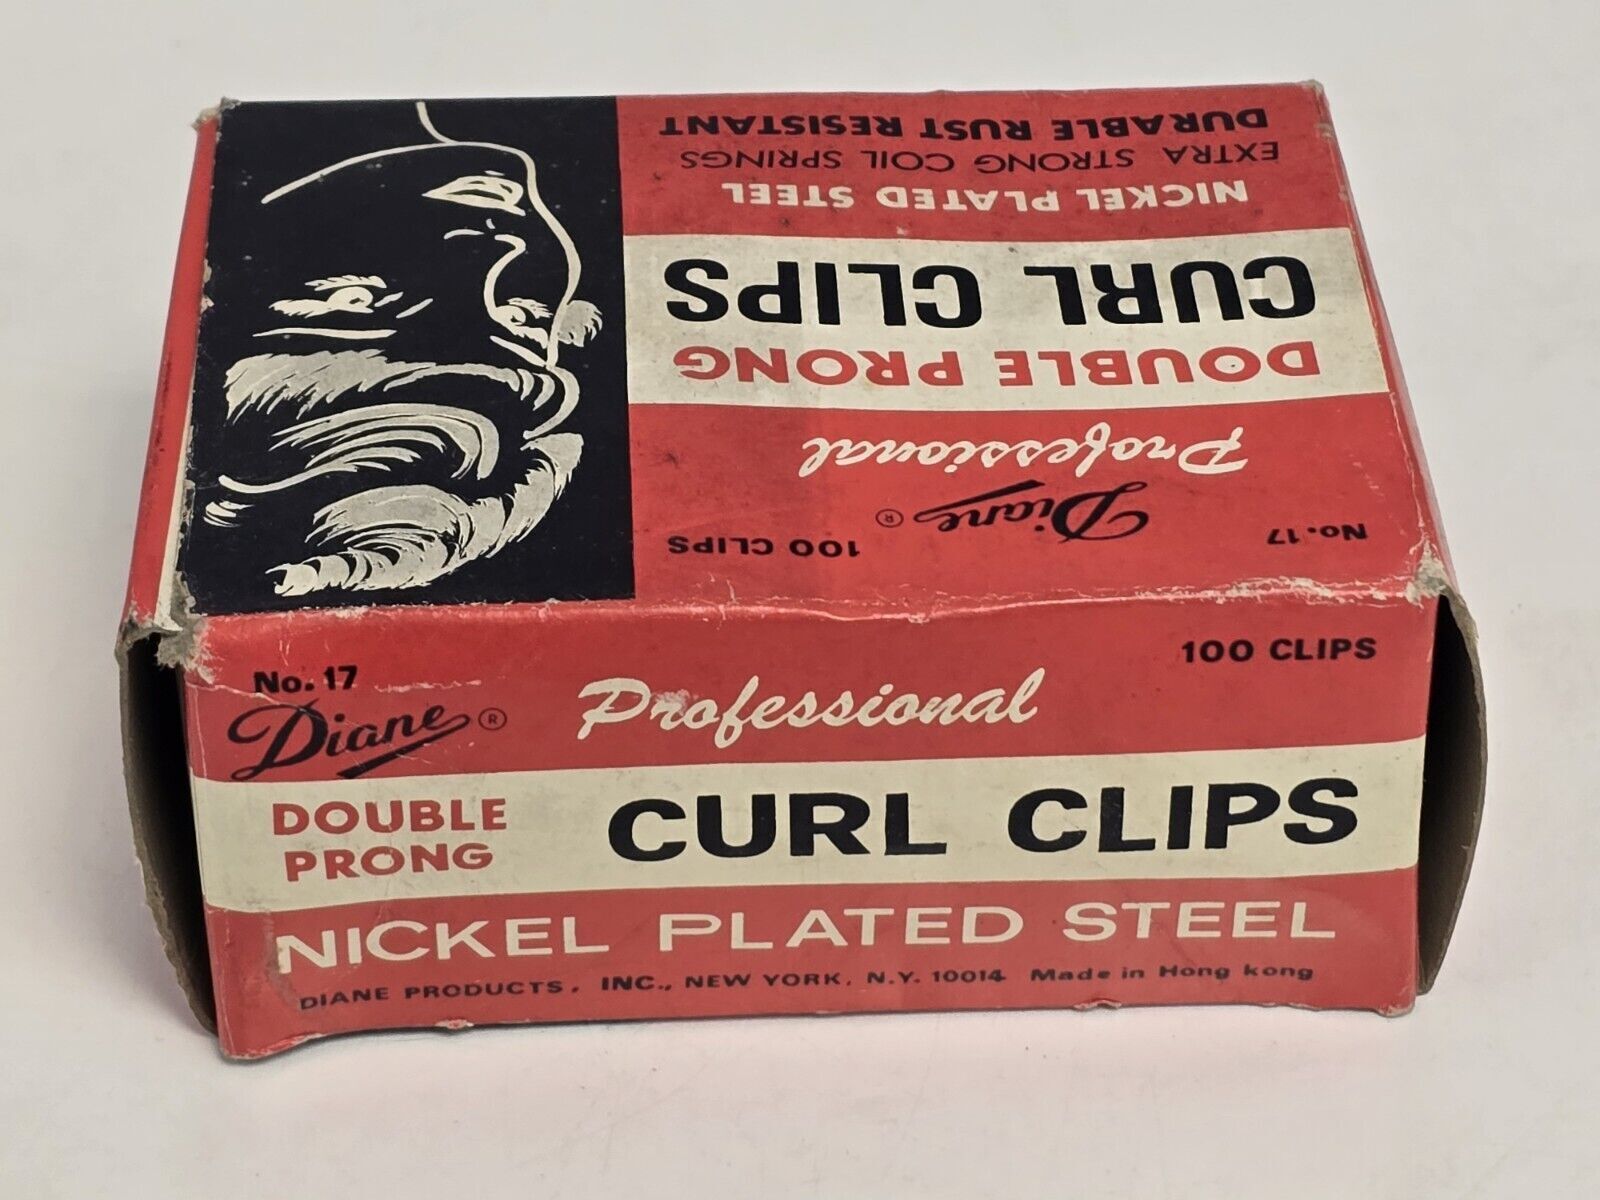 No. 17
100 CLIPS
Diane®
Professional
DOUBLE PRONG
CURL CLIPS
NICKEL PLATED STEEL
EXTRA STRONG COIL SPRINGS
DURABLE RUST RESISTANT
No. 17
100 CLIPS
Diane®
Professional
DOUBLE
PRONG
CURL CLIPS
NICKEL PLATED STEEL
DIANE PRODUCTS, INC., NEW YORK, N.Y. 10014 Made in Hong kong